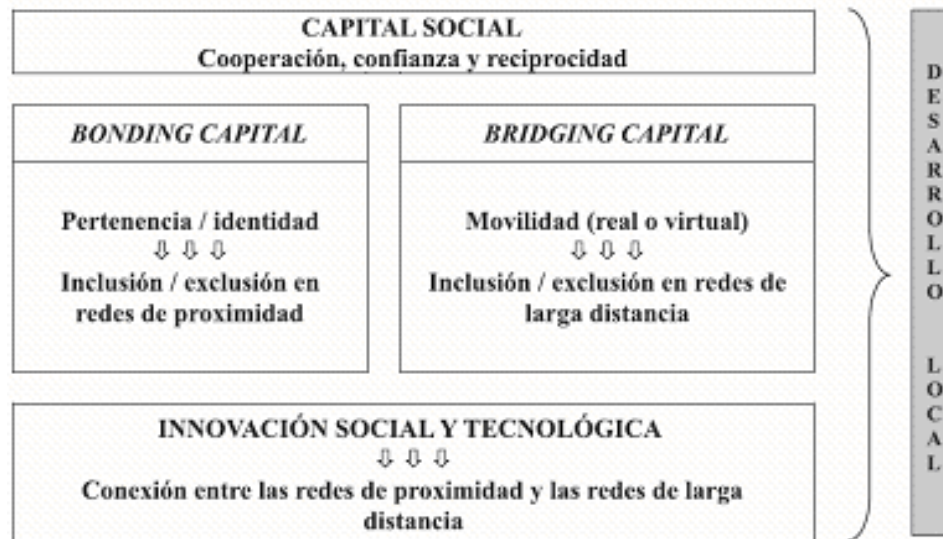 CAPITAL SOCIAL
Cooperación, confianza y reciprocidad
BONDING CAPITAL
Pertenencia / identidad
⇩ ⇩ ⇩
Inclusión / exclusión en
redes de proximidad
BRIDGING CAPITAL
Movilidad (real o virtual)
⇩ ⇩ ⇩
Inclusión / exclusión en redes de
larga distancia
INNOVACIÓN SOCIAL Y TECNOLÓGICA
⇩ ⇩ ⇩
Conexión entre las redes de proximidad y las redes de larga
distancia
DESARROLLO LOCAL